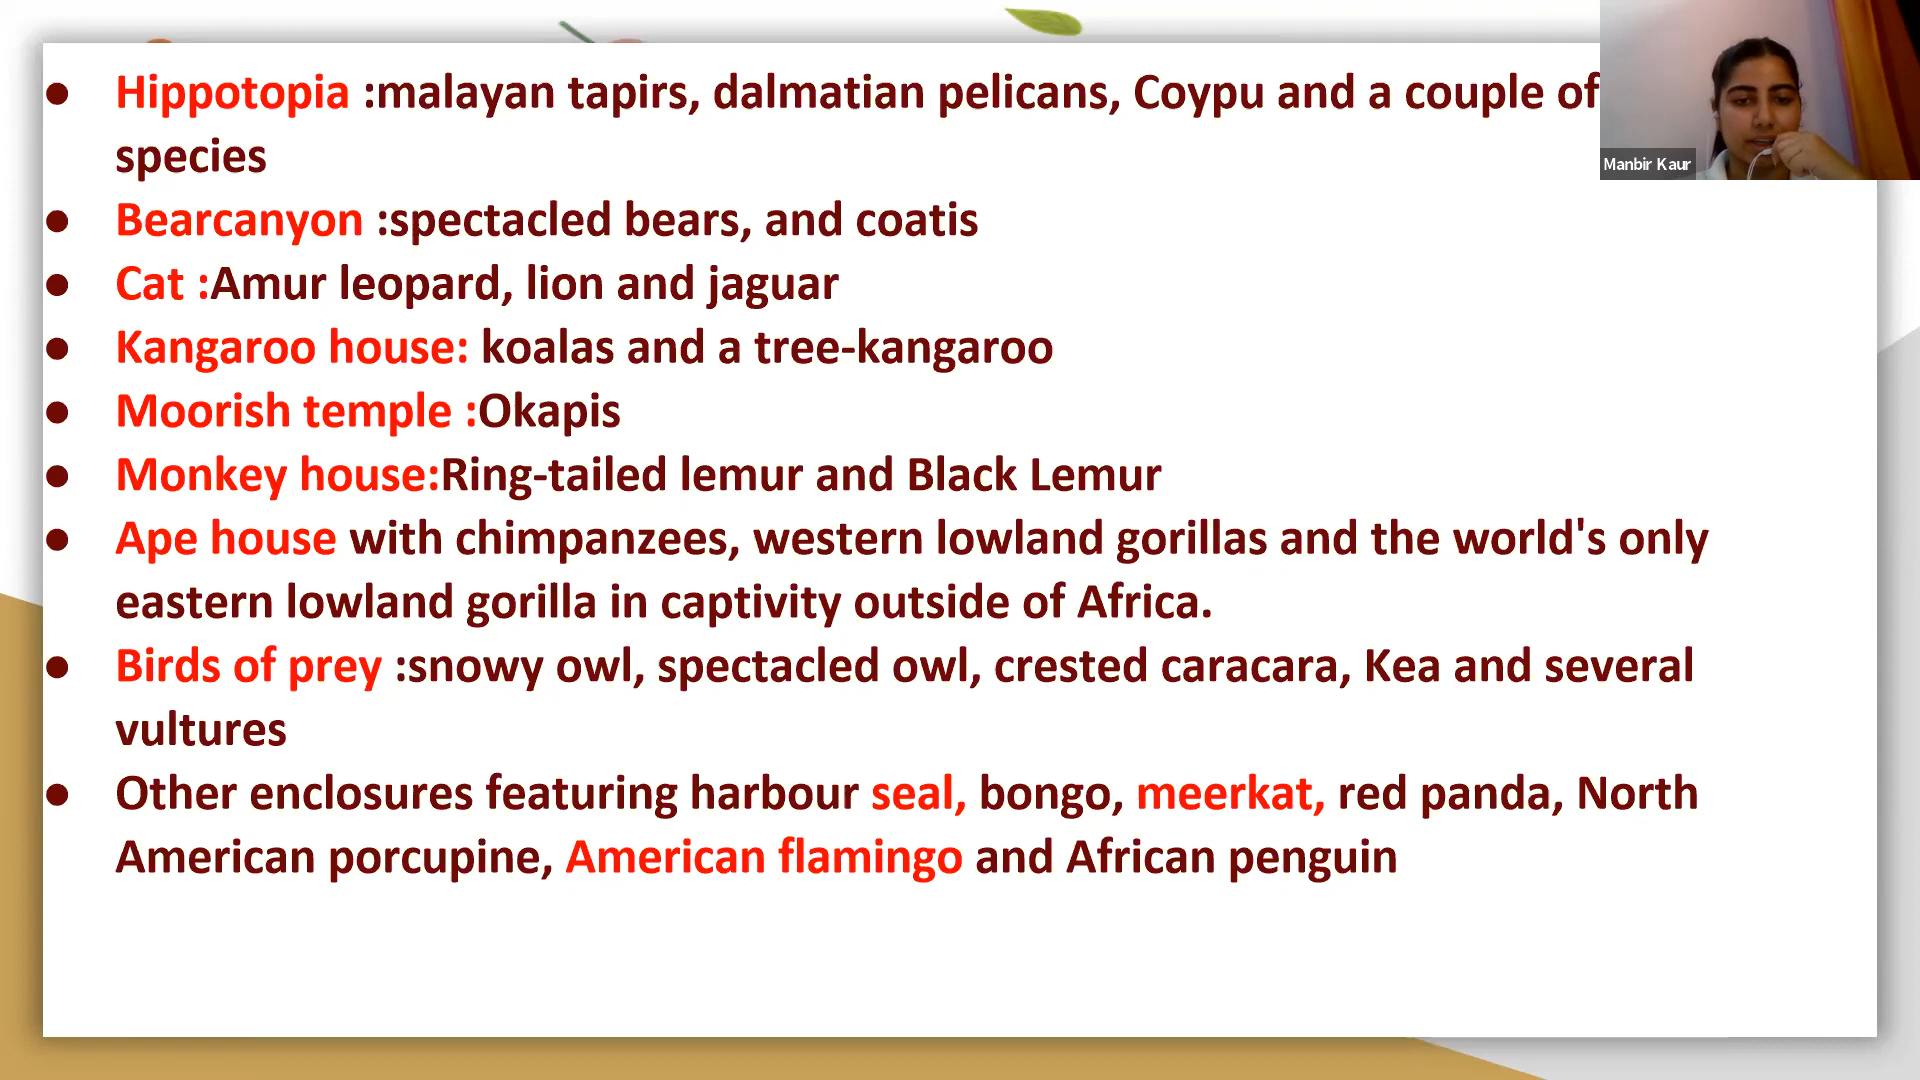 ● Hippotopia :malayan tapirs, dalmatian pelicans, Coypu and a couple of
species
● Bearcanyon :spectacled bears, and coatis
● Cat :Amur leopard, lion and jaguar
● Kangaroo house: koalas and a tree-kangaroo
● Moorish temple :Okapis
● Monkey house:Ring-tailed lemur and Black Lemur
● Ape house with chimpanzees, western lowland gorillas and the world's only
eastern lowland gorilla in captivity outside of Africa.
● Birds of prey :snowy owl, spectacled owl, crested caracara, Kea and several
vultures
● Other enclosures featuring harbour seal, bongo, meerkat, red panda, North
American porcupine, American flamingo and African penguin
Manbir Kaur